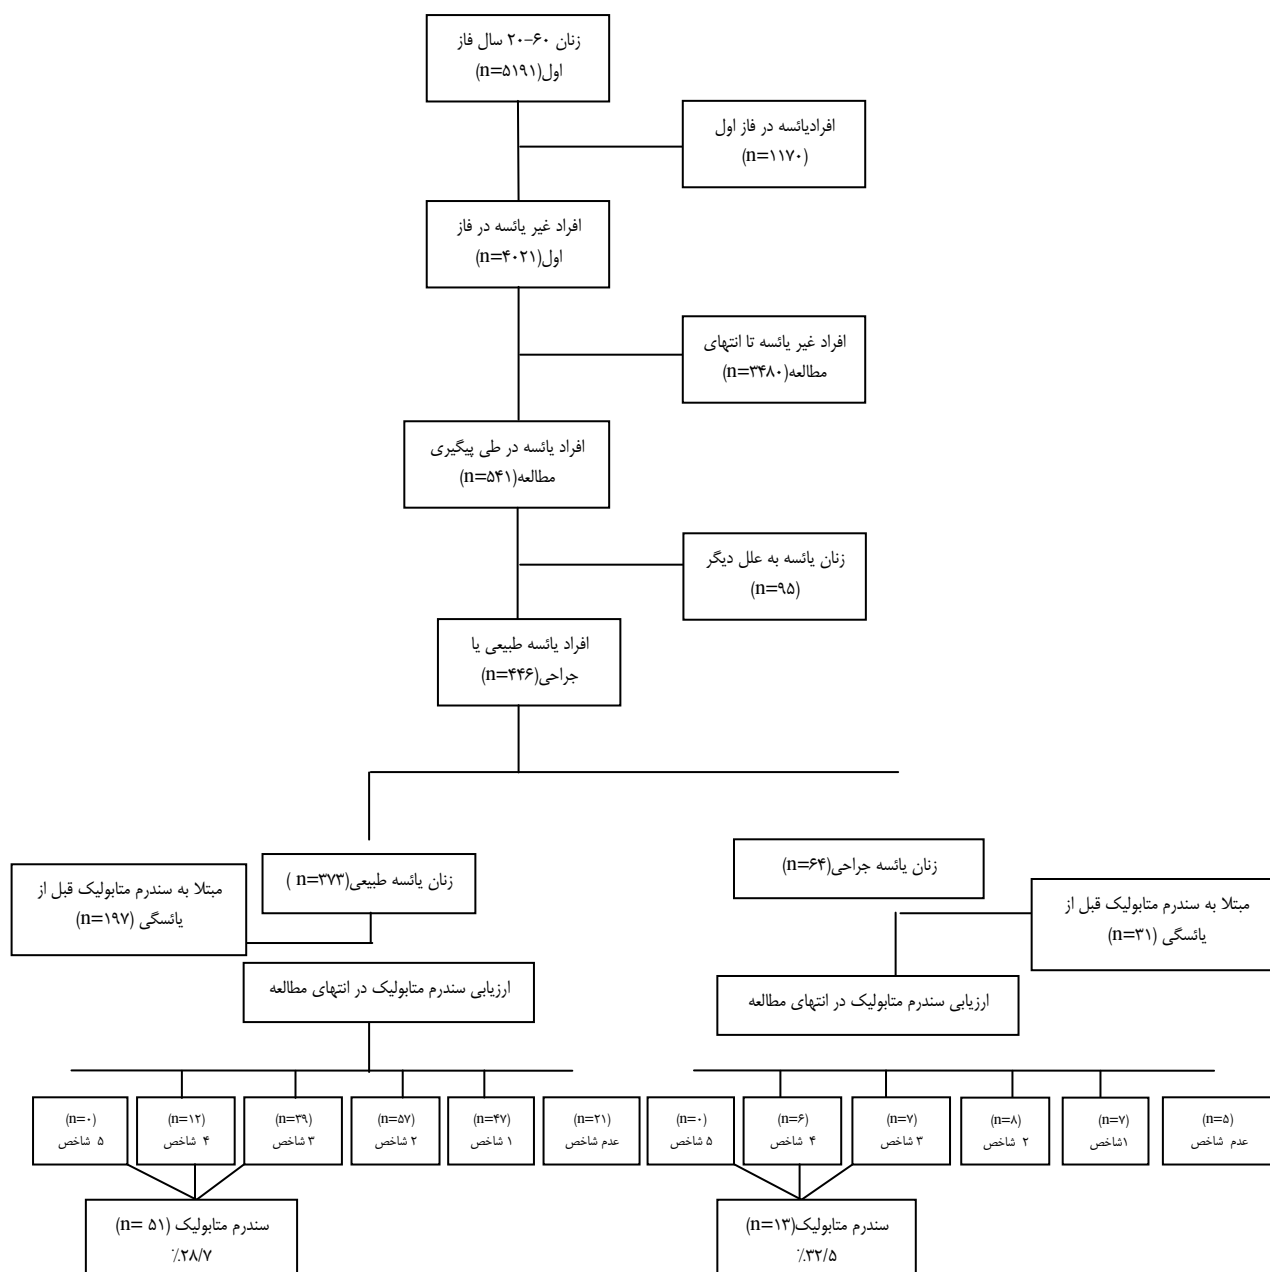 زنان ۶۰-۲۰ سال فاز
اول(n=۵۱۹۱)
افرادیائسه در فاز اول
(n=۱۱۷۰)
افراد غیر یائسه در فاز
اول(n=۴۰۲۱)
افراد غیر یائسه تا انتهای
مطالعه(n=۳۴۸۰)
افراد یائسه در طی پیگیری
مطالعه(n=۵۴۱)
زنان یائسه به علل دیگر
(n=۹۵)
افراد یائسه طبیعی یا
جراحی(n=۴۴۶)
زنان یائسه جراحی(n=۶۴)
زنان یائسه طبیعی(n=۳۷۳ )
مبتلا به سندرم متابولیک قبل از
یائسگی (n=۳۱)
مبتلا به سندرم متابولیک قبل از
یائسگی (n=۱۹۷)
ارزیابی سندرم متابولیک در انتهای مطالعه
ارزیابی سندرم متابولیک در انتهای مطالعه
(n=۵)
عدم شاخص
(n=۷)
۱شاخص
(n=۸)
۲ شاخص
(n=۷)
۳ شاخص
(n=۶)
۴ شاخص
(n=۰)
۵ شاخص
(n=۲۱)
عدم شاخص
(n=۴۷)
۱ شاخص
(n=۵۷)
۲ شاخص
(n=۳۹)
۳ شاخص
(n=۱۲)
۴ شاخص
(n=۰)
۵ شاخص
سندرم متابولیک(n=۱۳)
٪۳۲/۵
سندرم متابولیک (n= ۵۱)
٪۲۸/۷